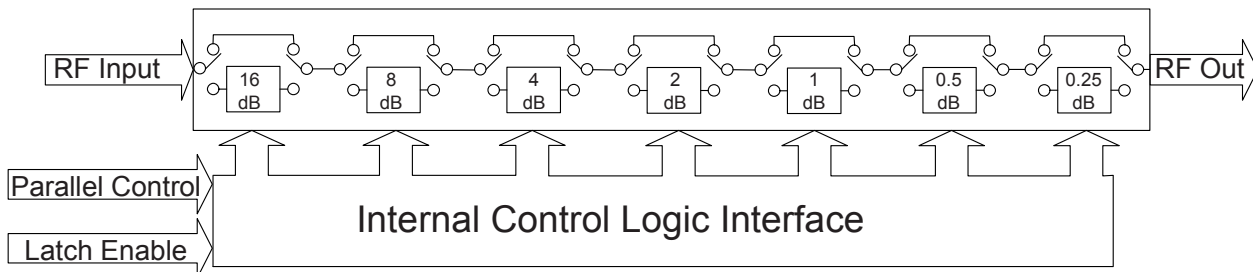 RF Input
16
dB
8
dB
4
dB
2
dB
1
dB
0.5
dB
0.25
dB
RF Out
Parallel Control
Internal Control Logic Interface
Latch Enable